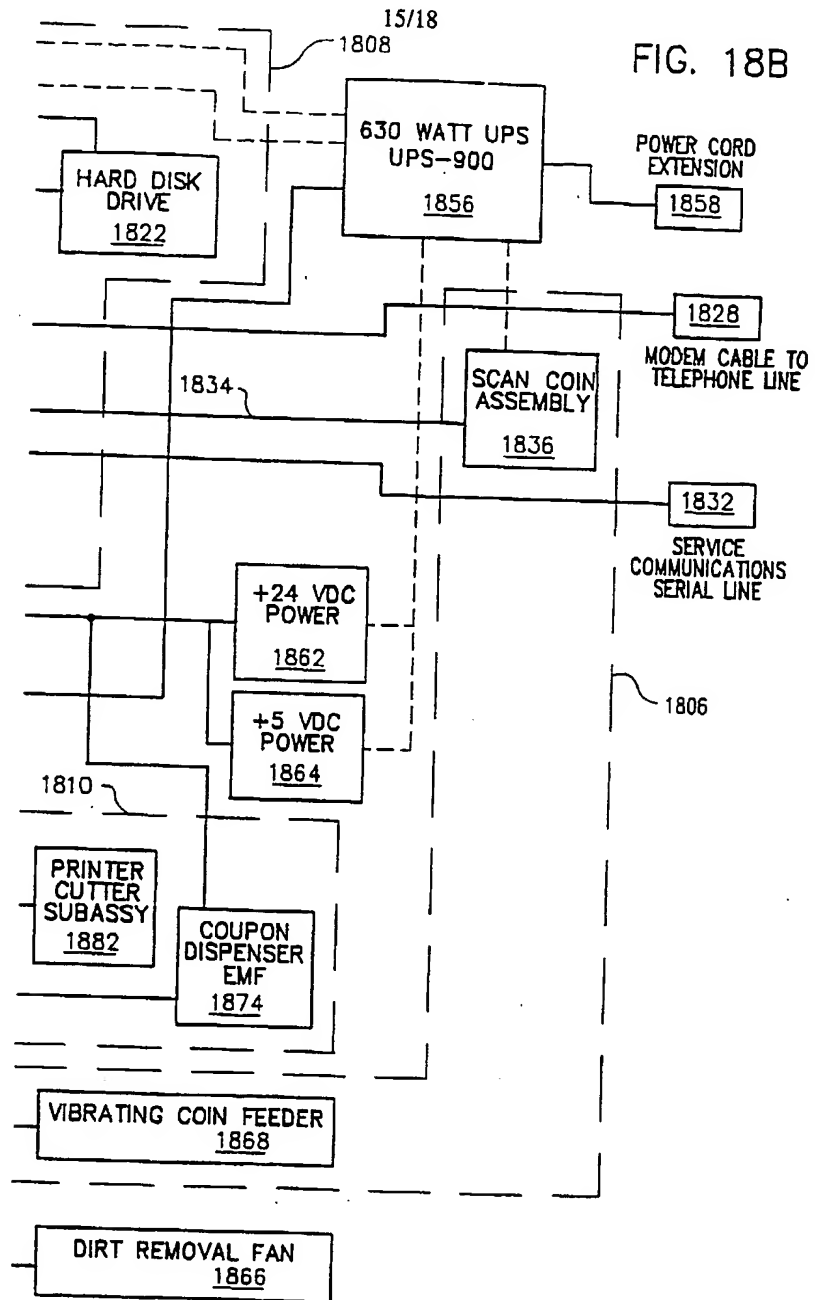 15/18
1808
FIG. 18B
630 WATT UPS
UPS-900
1856
POWER CORD
EXTENSION
1858
HARD DISK
DRIVE
1822
1828
MODEM CABLE TO
TELEPHONE LINE
1834
SCAN COIN
ASSEMBLY
1836
1832
SERVICE
COMMUNICATIONS
SERIAL LINE
+24 VDC
POWER
1862
1806
+5 VDC
POWER
1864
1810
PRINTER
CUTTER
SUBASSY
1882
COUPON
DISPENSER
EMF
1874
VIBRATING COIN FEEDER
1868
DIRT REMOVAL FAN
1866